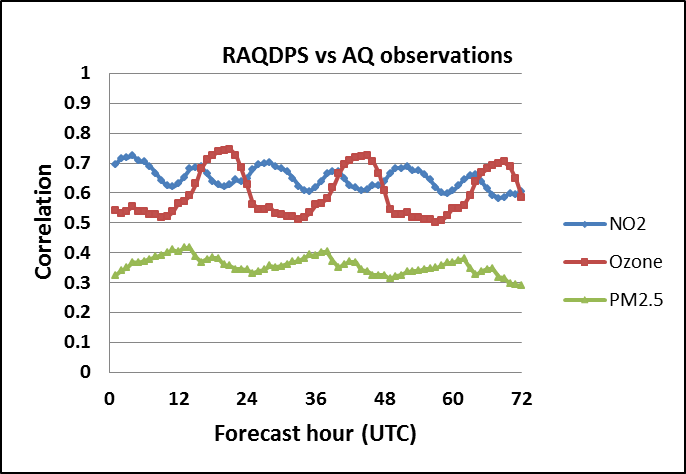 RAQDPS vs AQ observations
1
0.9
0.8
0.7
0.6
0.5
0.4
0.3
0.2
0.1
0
Correlation
0 12 24 36 48 60 72
Forecast hour (UTC)
NO2
Ozone
PM2.5